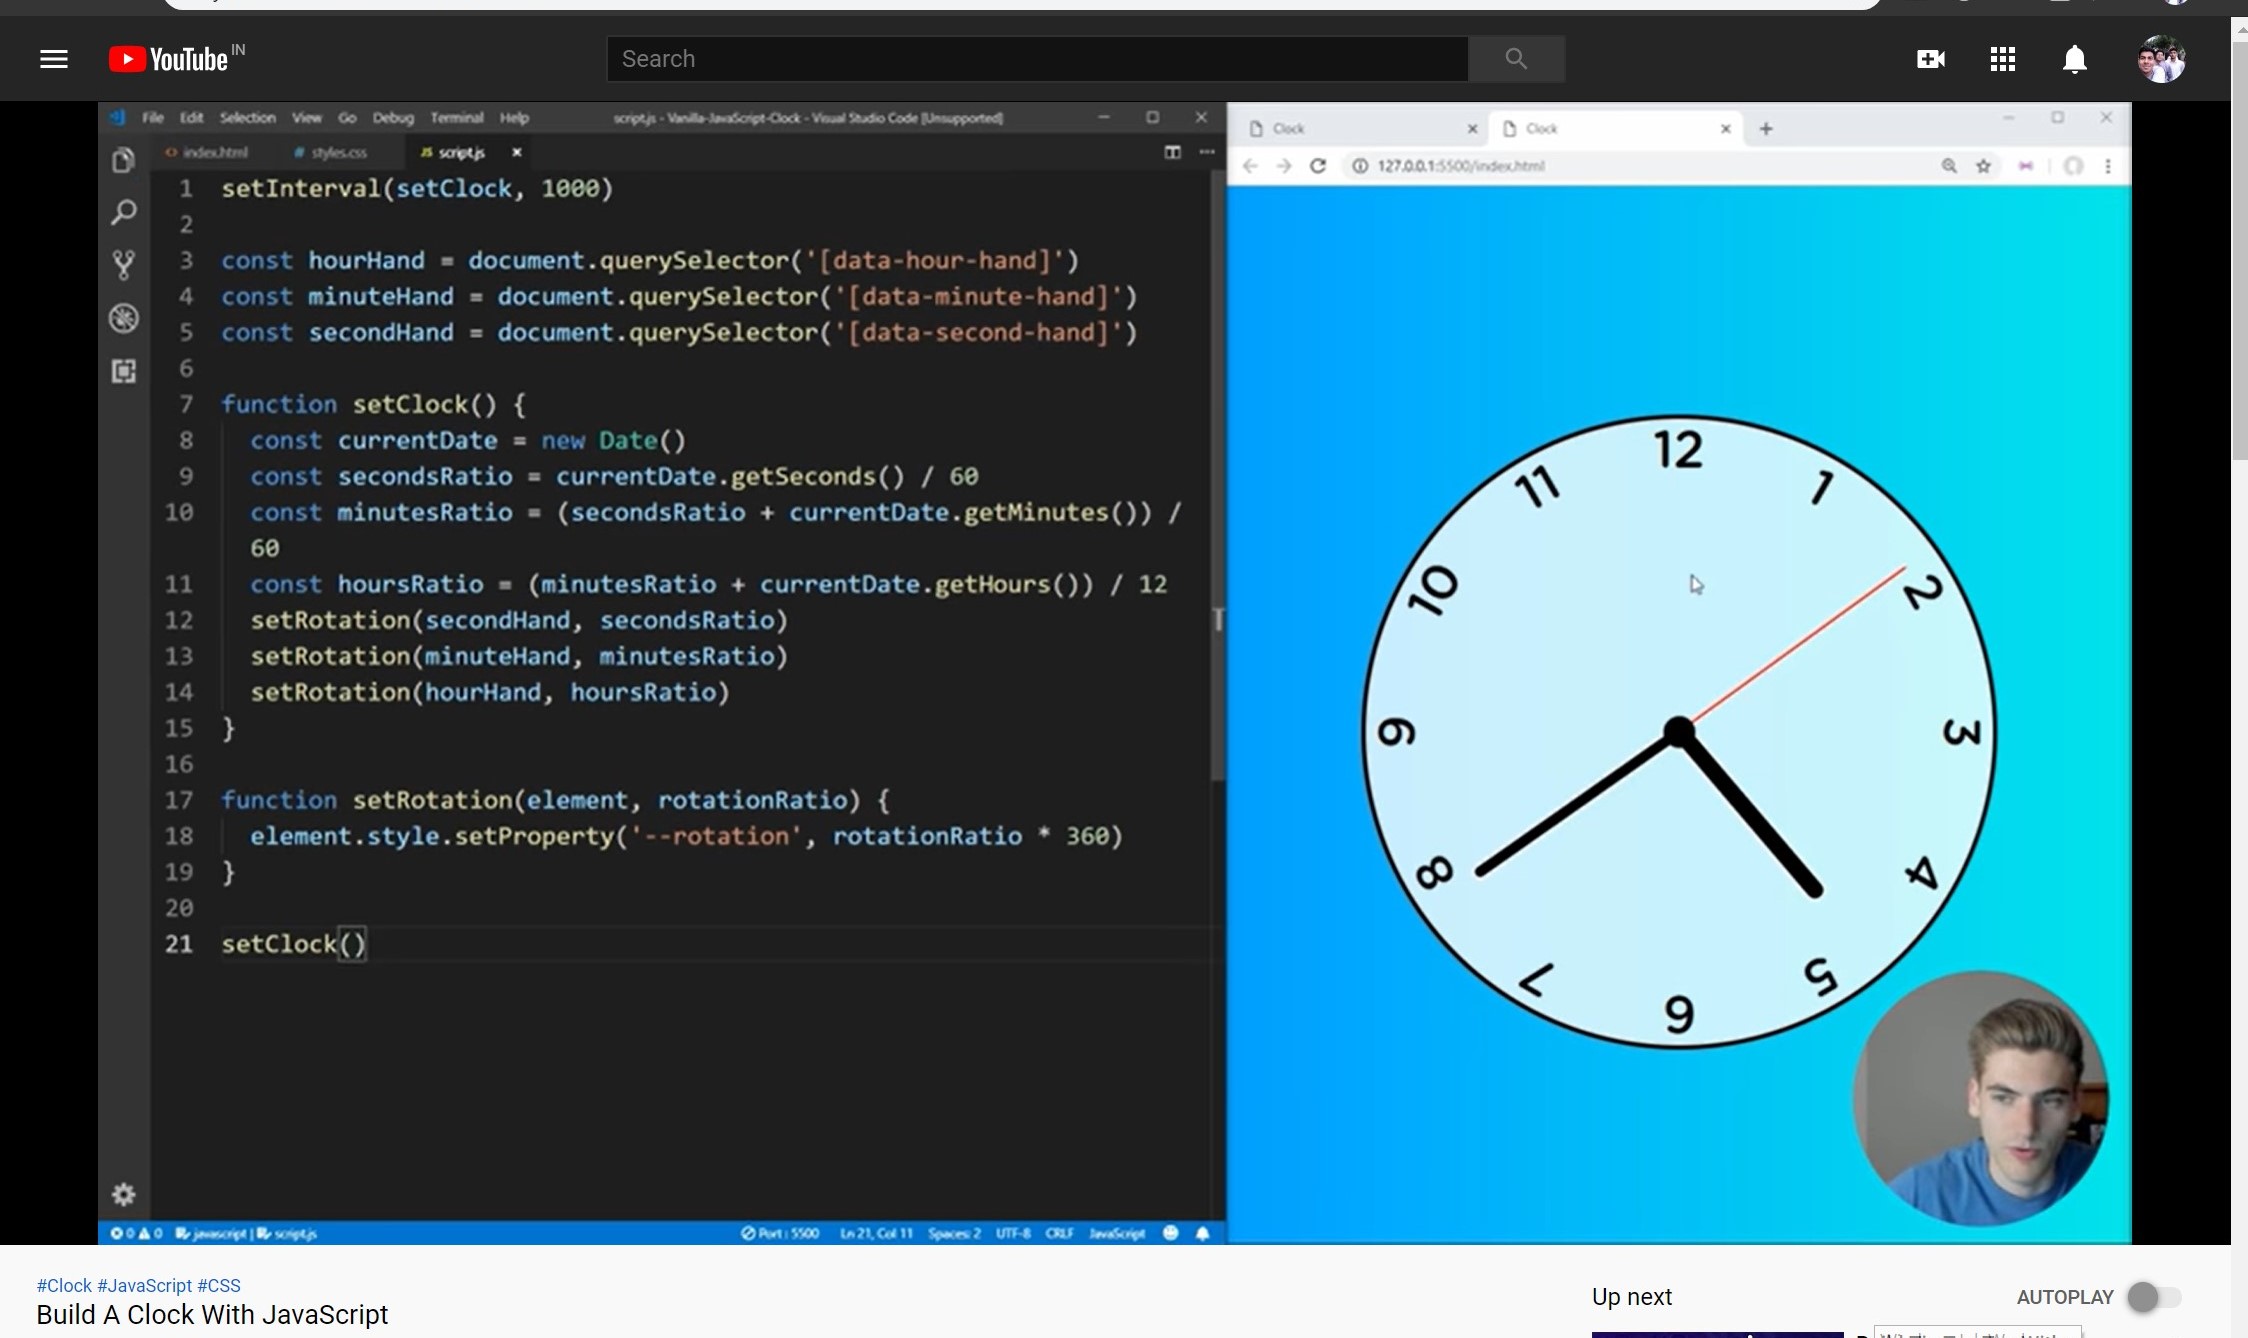 YouTube IN
Search
File Edit Selection View Go Debug Terminal Help
script.js - Vanilla-JavaScript-Clock - Visual Studio Code [Unsupported]
index.html
styles.css
JS script.js
1 setInterval(setClock, 1000)
2
3 const hourHand = document.querySelector('[data-hour-hand]')
4 const minuteHand = document.querySelector('[data-minute-hand]')
5 const secondHand = document.querySelector('[data-second-hand]')
6
7 function setClock() {
8 const currentDate = new Date()
9 const secondsRatio = currentDate.getSeconds() / 60
10 const minutesRatio = (secondsRatio + currentDate.getMinutes()) /
60
11 const hoursRatio = (minutesRatio + currentDate.getHours()) / 12
12 setRotation(secondHand, secondsRatio)
13 setRotation(minuteHand, minutesRatio)
14 setRotation(hourHand, hoursRatio)
15 }
16
17 function setRotation(element, rotationRatio) {
18 element.style.setProperty('--rotation', rotationRatio * 360)
19 }
20
21 setClock()
0 0 javascript | script.js Port : 5500 Ln 21, Col 11 Spaces: 2 UTF-8 CRLF JavaScript
Clock
Clock
127.0.0.1:5500/index.html
12
1
2
3
4
5
6
7
8
9
10
11
#Clock #JavaScript #CSS
Build A Clock With JavaScript
Up next
AUTOPLAY